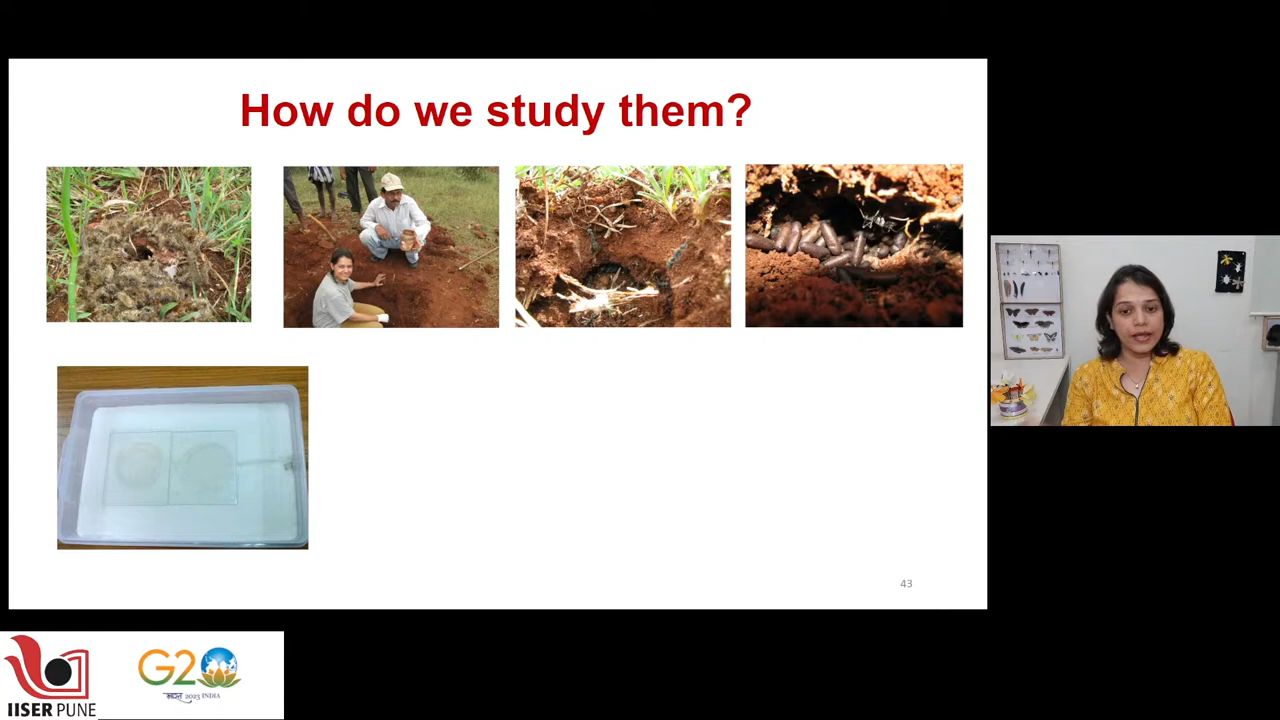 How do we study them?
43
G20
भारत 2023 INDIA
IISER PUNE